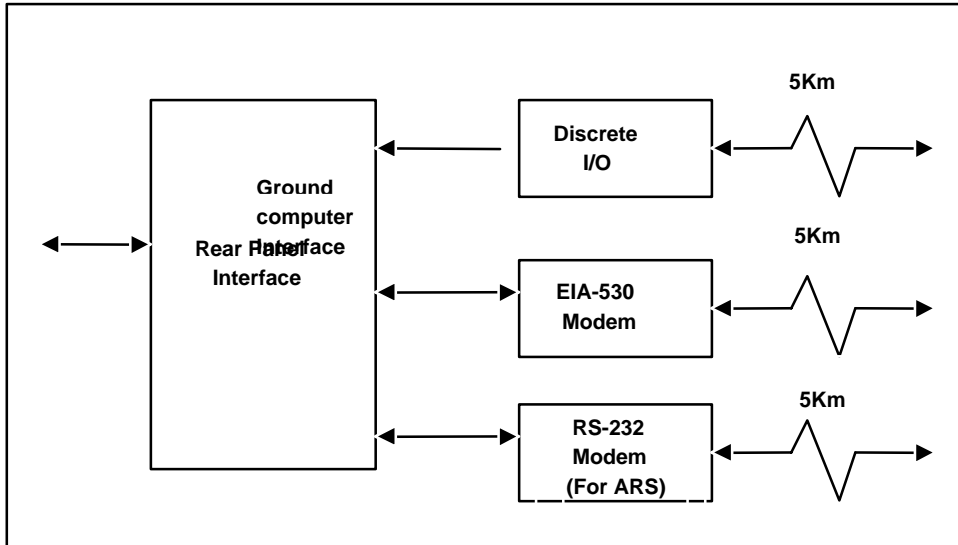 5Km
Discrete
I/O
Ground
computer
Interface
Rear Panel
Interface
5Km
EIA-530
Modem
5Km
RS-232
Modem
(For ARS)